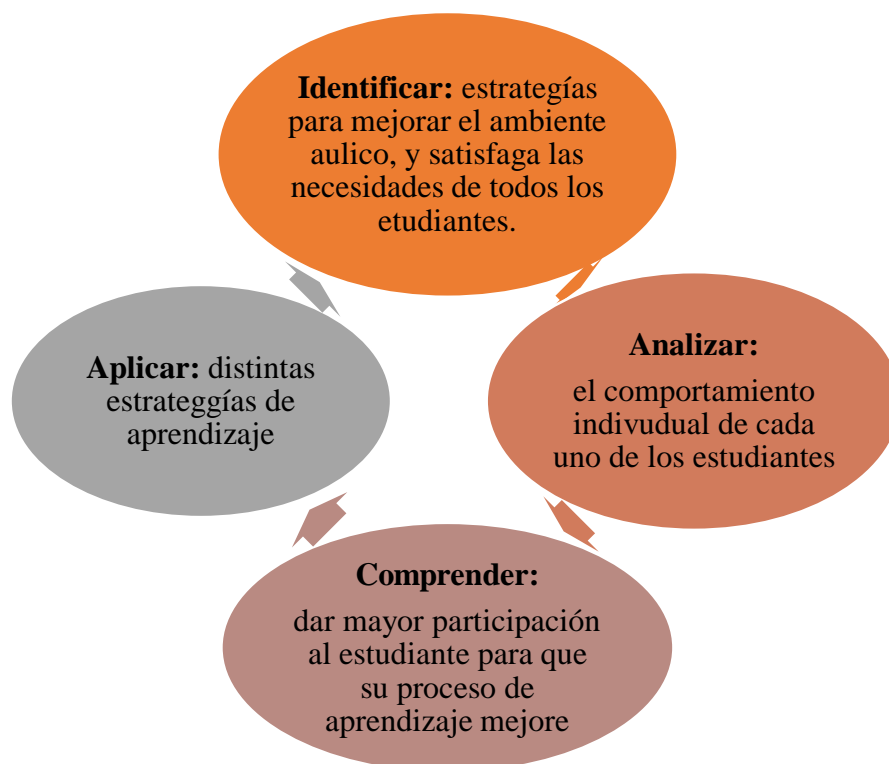 Identificar: estrategías
para mejorar el ambiente
aulico, y satisfaga las
necesidades de todos los
etudiantes.
Analizar:
el comportamiento
indivudual de cada
uno de los estudiantes
Comprender:
dar mayor participación
al estudiante para que
su proceso de
aprendizaje mejore
Aplicar: distintas
estrateggías de
aprendizaje